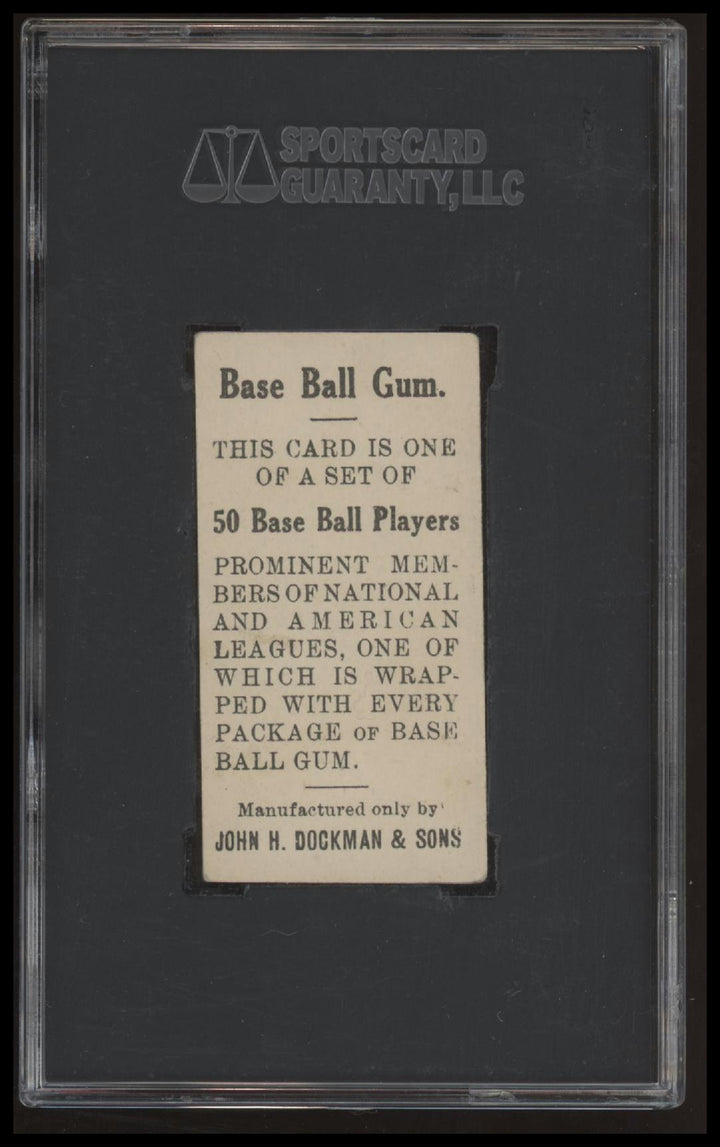 SPORTSCARD
GUARANTY, LLC
Base Ball Gum.
THIS CARD IS ONE
OF A SET OF
50 Base Ball Players
PROMINENT MEM-
BERS OF NATIONAL
AND AMERICAN
LEAGUES, ONE OF
WHICH IS WRAP-
PED WITH EVERY
PACKAGE OF BASE
BALL GUM.
Manufactured only by
JOHN H. DOCKMAN & SONS